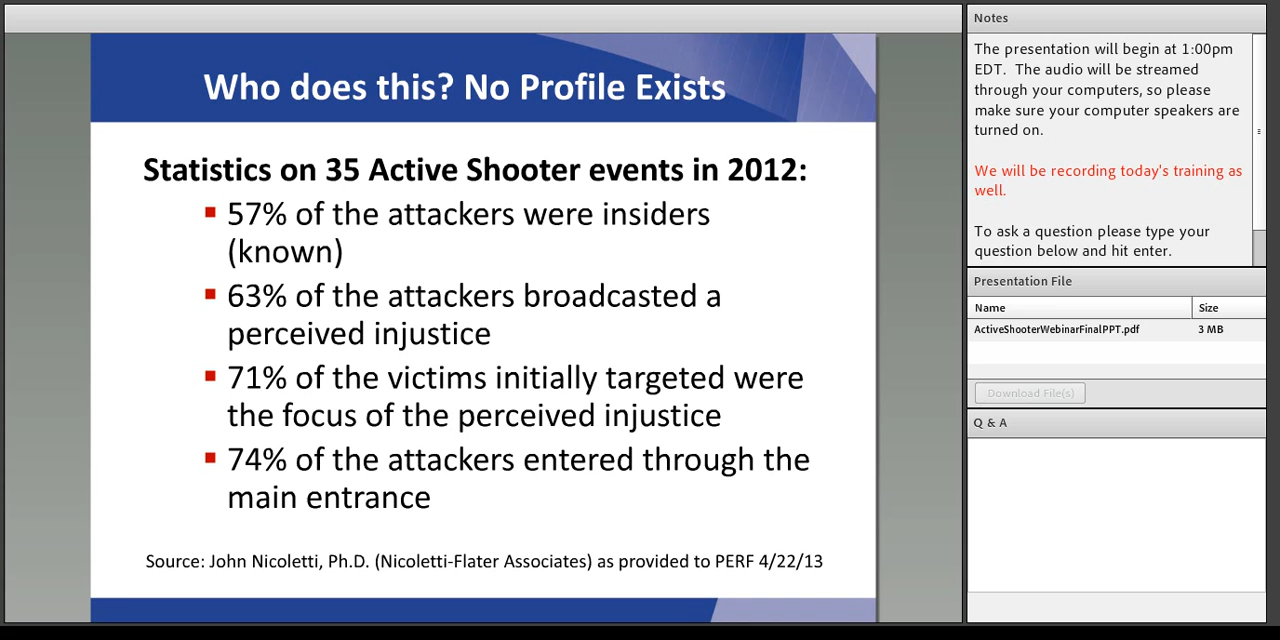 Who does this? No Profile Exists
Statistics on 35 Active Shooter events in 2012:
57% of the attackers were insiders
(known)
63% of the attackers broadcasted a
perceived injustice
71% of the victims initially targeted were
the focus of the perceived injustice
74% of the attackers entered through the
main entrance
Source: John Nicoletti, Ph.D. (Nicoletti-Flater Associates) as provided to PERF 4/22/13
Notes
The presentation will begin at 1:00pm
EDT.  The audio will be streamed
through your computers, so please
make sure your computer speakers are
turned on.
We will be recording today's training as
well.
To ask a question please type your
question below and hit enter.
Presentation File
Name Size
ActiveShooterWebinarFinalPPT.pdf 3 MB
Download File(s)
Q & A